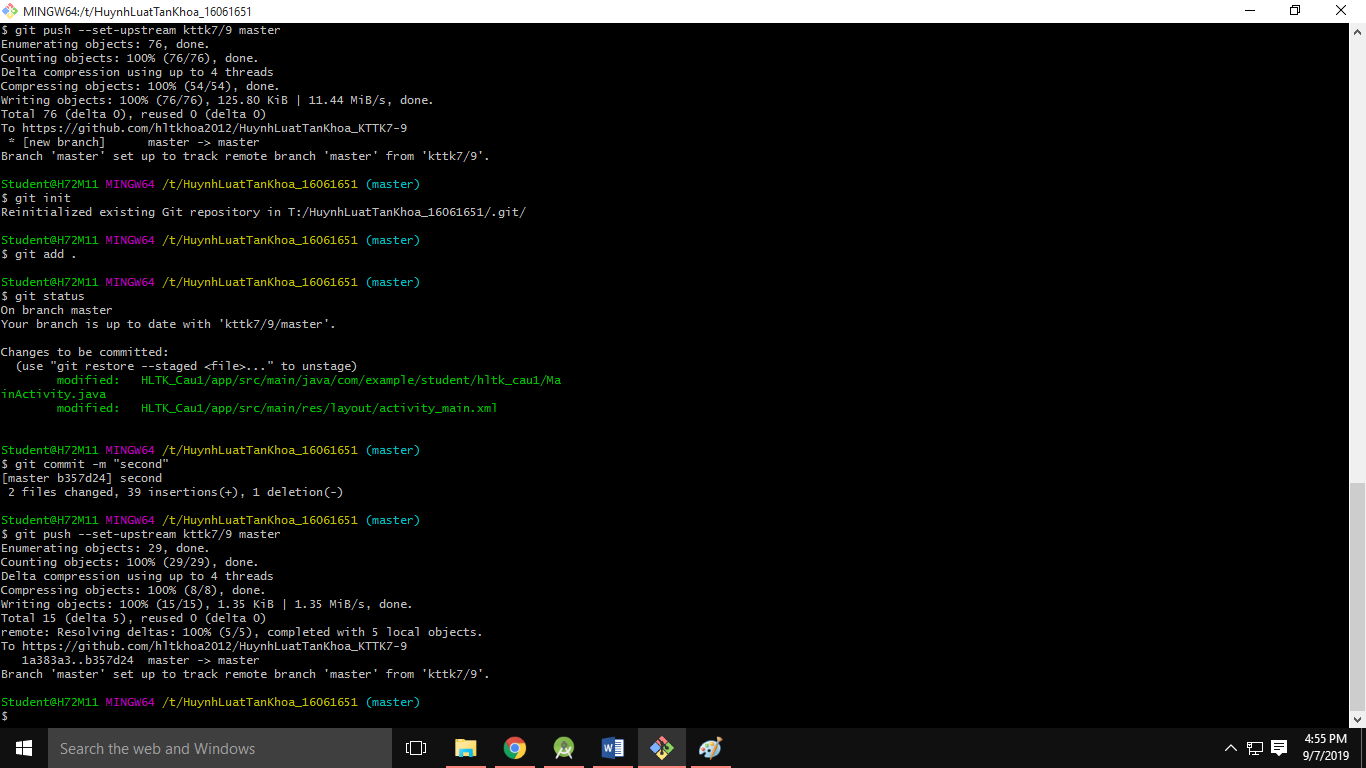 MINGW64:/t/HuynhLuatTanKhoa_16061651
$ git push --set-upstream kttk7/9 master
Enumerating objects: 76, done.
Counting objects: 100% (76/76), done.
Delta compression using up to 4 threads
Compressing objects: 100% (54/54), done.
Writing objects: 100% (76/76), 125.80 KiB | 11.44 MiB/s, done.
Total 76 (delta 0), reused 0 (delta 0)
To https://github.com/hltkhoa2012/HuynhLuatTanKhoa_KTTK7-9
 * [new branch]      master -> master
Branch 'master' set up to track remote branch 'master' from 'kttk7/9'.
Student@H72M11 MINGW64 /t/HuynhLuatTanKhoa_16061651 (master)
$ git init
Reinitialized existing Git repository in T:/HuynhLuatTanKhoa_16061651/.git/
Student@H72M11 MINGW64 /t/HuynhLuatTanKhoa_16061651 (master)
$ git add .
Student@H72M11 MINGW64 /t/HuynhLuatTanKhoa_16061651 (master)
$ git status
On branch master
Your branch is up to date with 'kttk7/9/master'.
Changes to be committed:
  (use "git restore --staged <file>..." to unstage)
        modified:   HLTK_Cau1/app/src/main/java/com/example/student/hltk_cau1/Ma
inActivity.java
        modified:   HLTK_Cau1/app/src/main/res/layout/activity_main.xml
Student@H72M11 MINGW64 /t/HuynhLuatTanKhoa_16061651 (master)
$ git commit -m "second"
[master b357d24] second
 2 files changed, 39 insertions(+), 1 deletion(-)
Student@H72M11 MINGW64 /t/HuynhLuatTanKhoa_16061651 (master)
$ git push --set-upstream kttk7/9 master
Enumerating objects: 29, done.
Counting objects: 100% (29/29), done.
Delta compression using up to 4 threads
Compressing objects: 100% (8/8), done.
Writing objects: 100% (15/15), 1.35 KiB | 1.35 MiB/s, done.
Total 15 (delta 5), reused 0 (delta 0)
remote: Resolving deltas: 100% (5/5), completed with 5 local objects.
To https://github.com/hltkhoa2012/HuynhLuatTanKhoa_KTTK7-9
   1a383a3..b357d24  master -> master
Branch 'master' set up to track remote branch 'master' from 'kttk7/9'.
Student@H72M11 MINGW64 /t/HuynhLuatTanKhoa_16061651 (master)
$
Search the web and Windows
4:55 PM
9/7/2019